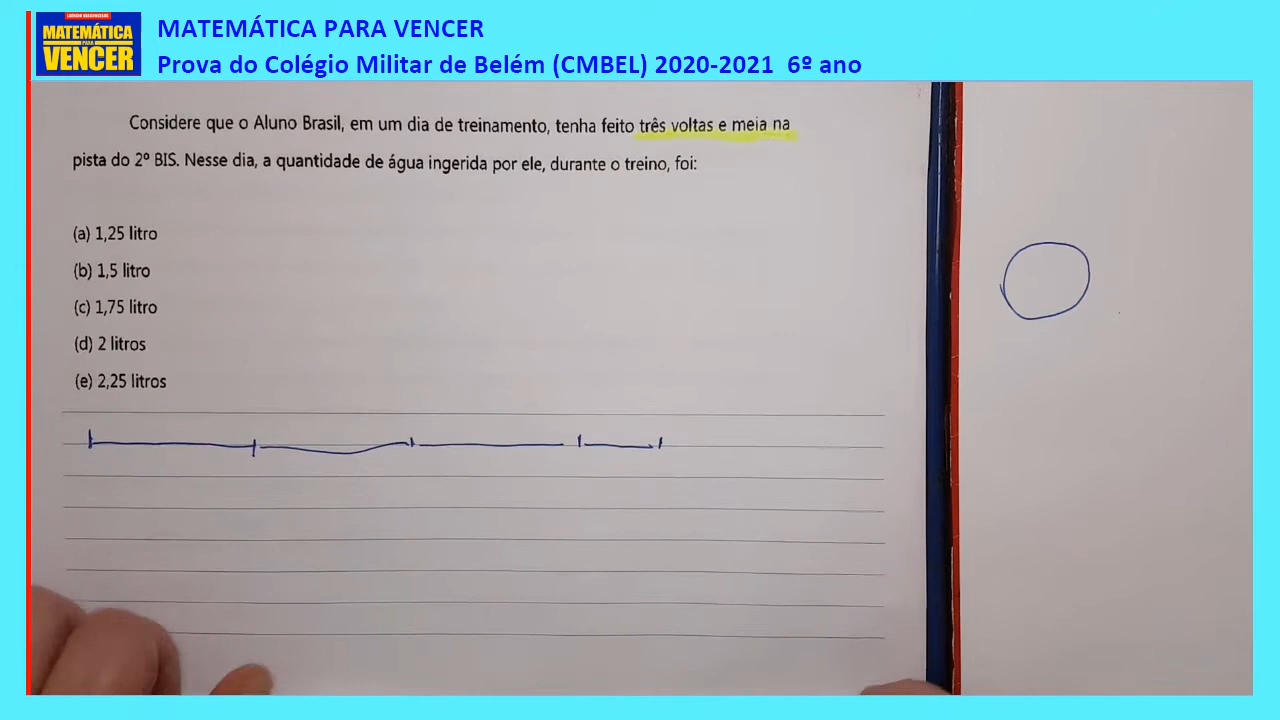 LAÉRCIO VASCONCELOS
MATEMÁTICA
PARA
VENCER
MATEMÁTICA PARA VENCER
Prova do Colégio Militar de Belém (CMBEL) 2020-2021 6º ano
Considere que o Aluno Brasil, em um dia de treinamento, tenha feito três voltas e meia na
pista do 2º BIS. Nesse dia, a quantidade de água ingerida por ele, durante o treino, foi:
(a) 1,25 litro
(b) 1,5 litro
(c) 1,75 litro
(d) 2 litros
(e) 2,25 litros